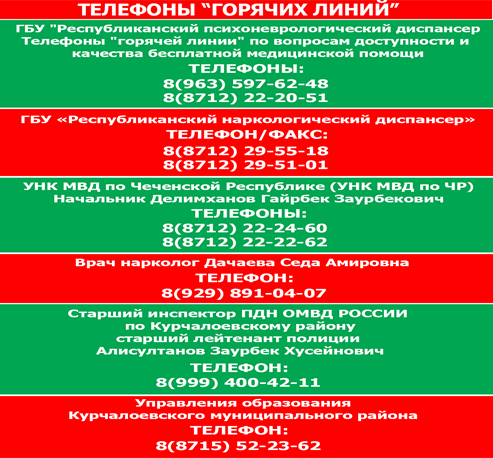 ТЕЛЕФОНЫ “ГОРЯЧИХ ЛИНИЙ”
ГБУ "Республиканский психоневрологический диспансер
Телефоны "горячей линии" по вопросам доступности и
качества бесплатной медицинской помощи
ТЕЛЕФОНЫ:
8(963) 597-62-48
8(8712) 22-20-51
ГБУ «Республиканский наркологический диспансер»
ТЕЛЕФОН/ФАКС:
8(8712) 29-55-18
8(8712) 29-51-01
УНК МВД по Чеченской Республике (УНК МВД по ЧР)
Начальник Делимханов Гайрбек Заурбекович
ТЕЛЕФОНЫ:
8(8712) 22-24-60
8(8712) 22-22-62
Врач нарколог Дачаева Седа Амировна
ТЕЛЕФОН:
8(929) 891-04-07
Старший инспектор ПДН ОМВД РОССИИ
по Курчалоевскому району
старший лейтенант полиции
Алисултанов Заурбек Хусейнович
ТЕЛЕФОН:
8(999) 400-42-11
Управления образования
Курчалоевского муниципального района
ТЕЛЕФОН:
8(8715) 52-23-62